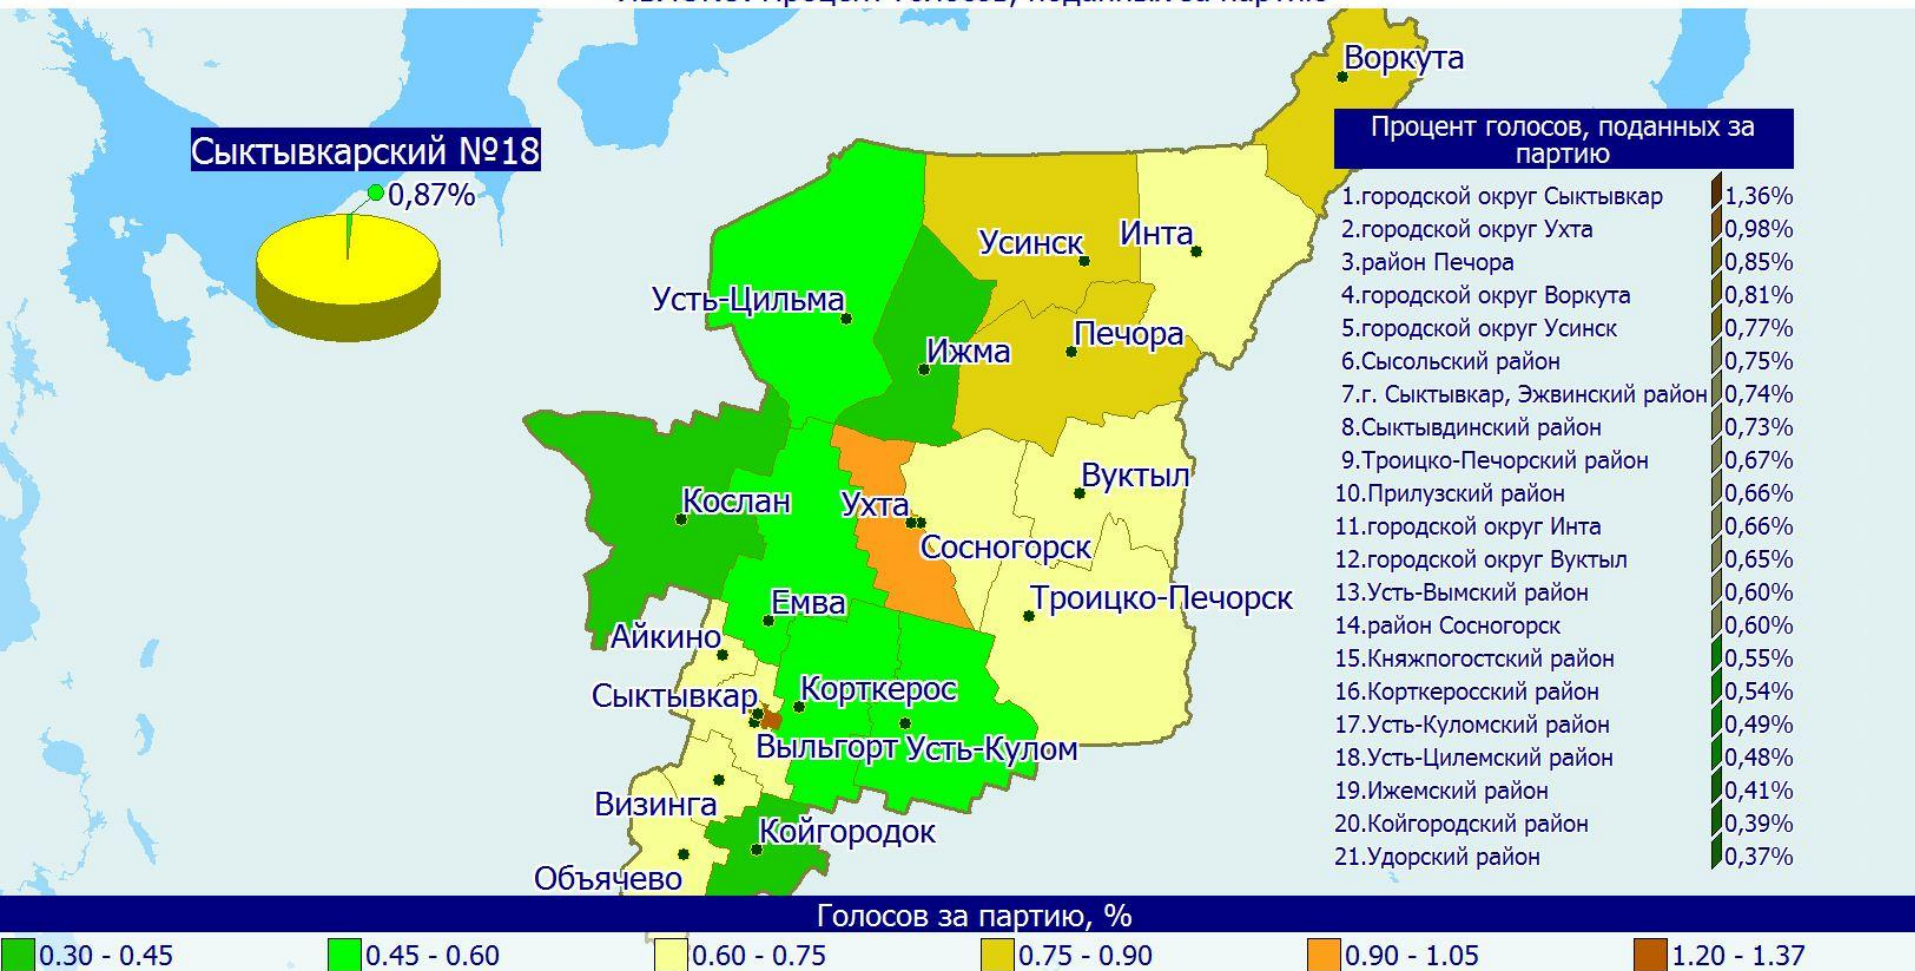 Воркута
Процент голосов, поданных за
партию
Сыктывкарский №18
0,87%
1.городской округ Сыктывкар 1,36%
2.городской округ Ухта 0,98%
3.район Печора 0,85%
4.городской округ Воркута 0,81%
5.городской округ Усинск 0,77%
6.Сысольский район 0,75%
7.г. Сыктывкар, Эжвинский район 0,74%
8.Сыктывдинский район 0,73%
9.Троицко-Печорский район 0,67%
10.Прилузский район 0,66%
11.городской округ Инта 0,66%
12.городской округ Вуктыл 0,65%
13.Усть-Вымский район 0,60%
14.район Сосногорск 0,60%
15.Княжпогостский район 0,55%
16.Корткеросский район 0,54%
17.Усть-Куломский район 0,49%
18.Усть-Цилемский район 0,48%
19.Ижемский район 0,41%
20.Койгородский район 0,39%
21.Удорский район 0,37%
Усинск
Инта
Усть-Цильма
Печора
Ижма
Вуктыл
Кослан
Ухта
Сосногорск
Троицко-Печорск
Емва
Айкино
Сыктывкар
Корткерос
Выльгорт
Усть-Кулом
Визинга
Койгородок
Объячево
Голосов за партию, %
0.30 - 0.45
0.45 - 0.60
0.60 - 0.75
0.75 - 0.90
0.90 - 1.05
1.20 - 1.37